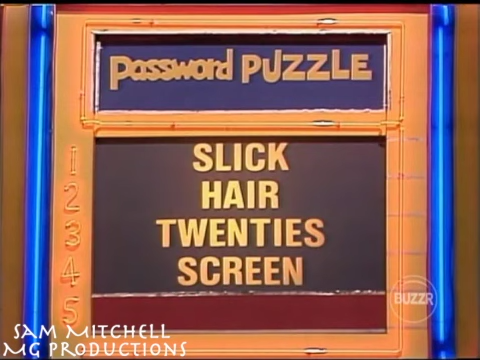 Password PUZZLE
1 SLICK
2 HAIR
3 TWENTIES
4 SCREEN
5
BUZZR
SAM MITCHELL
MG PRODUCTIONS